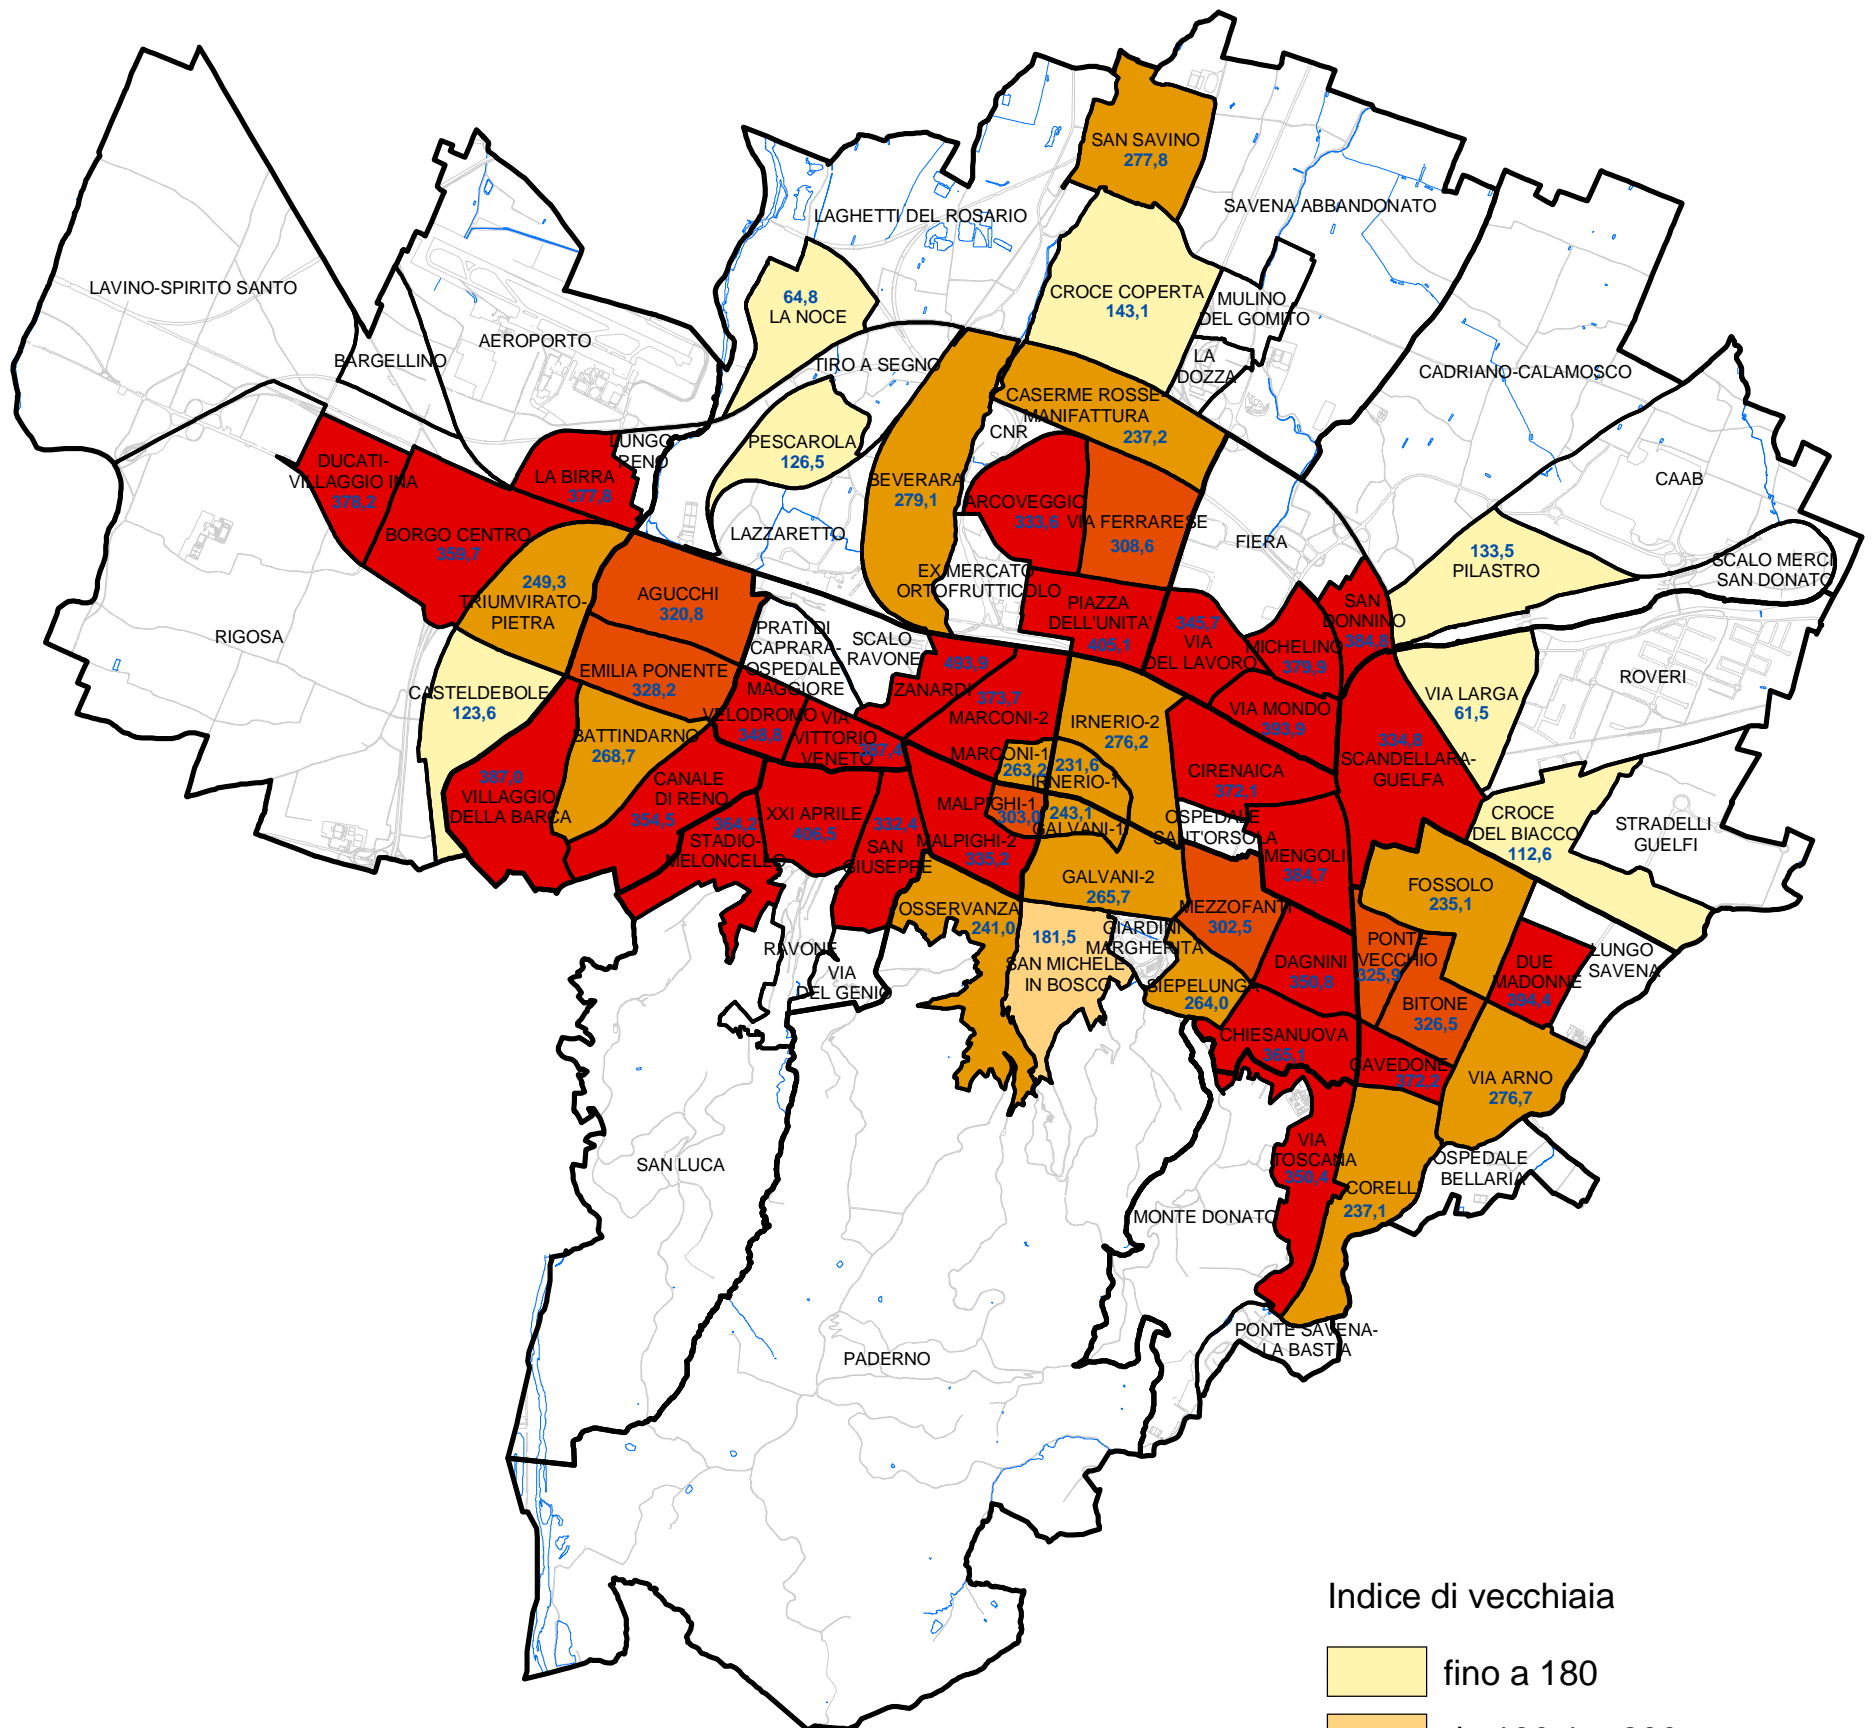 SAN SAVINO
277,8
SAVENA ABBANDONATO
LAGHETTI DEL ROSARIO
LAVINO-SPIRITO SANTO
64,8
LA NOCE
CROCE COPERTA
143,1
MULINO
DEL GOMITO
AEROPORTO
BARGELLINO
TIRO A SEGNO
LA
DOZZA
CADRIANO-CALAMOSCO
CASERME ROSSE-
MANIFATTURA
237,2
CNR
LUNGO
RENO
PESCAROLA
126,5
DUCATI-
VILLAGGIO INA
378,2
LA BIRRA
377,8
BEVERARA
279,1
CAAB
ARCOVEGGIO
333,6
VIA FERRARESE
308,6
BORGO CENTRO
359,7
LAZZARETTO
FIERA
133,5
PILASTRO
SCALO MERCI
SAN DONATO
EX MERCATO
ORTOFRUTTICOLO
249,3
TRIUMVIRATO-
PIETRA
AGUCCHI
320,8
PIAZZA
DELL'UNITA'
405,1
345,7
VIA
DEL LAVORO
SAN
DONNINO
384,8
MICHELINO
379,9
RIGOSA
PRATI DI
CAPRARA-
OSPEDALE
MAGGIORE
SCALO
RAVONE
EMILIA PONENTE
328,2
493,9
ZANARDI
373,7
MARCONI-2
ROVERI
CASTELDEBOLE
123,6
VIA LARGA
61,5
VELODROMO
348,8
VIA
VITTORIO
VENETO
387,4
BATTINDARNO
268,7
IRNERIO-2
276,2
VIA MONDO
393,9
MARCONI-1
263,2
231,6
IRNERIO-1
334,8
SCANDELLARA-
GUELFA
CIRENAICA
372,1
387,0
VILLAGGIO
DELLA BARCA
CANALE
DI RENO
354,5
364,2
STADIO-
MELONCELLO
XXI APRILE
406,5
332,4
SAN
GIUSEPPE
MALPIGHI-1
303,0
MALPIGHI-2
335,2
243,1
GALVANI-1
OSPEDALE
SANT'ORSOLA
CROCE
DEL BIACCO
112,6
STRADELLI
GUELFI
MENGOLI
384,7
GALVANI-2
265,7
FOSSOLO
235,1
OSSERVANZA
241,0
MEZZOFANTI
302,5
181,5
SAN MICHELE
IN BOSCO
GIARDINI
MARGHERITA
RAVONE
VIA
DEL GENIO
PONTE
VECCHIO
325,9
DAGNINI
350,8
DUE
MADONNE
394,4
LUNGO
SAVENA
SIEPELUNGA
264,0
BITONE
326,5
CHIESANUOVA
365,1
CAVEDONE
372,2
VIA ARNO
276,7
VIA
TOSCANA
350,4
SAN LUCA
OSPEDALE
BELLARIA
CORELLI
237,1
MONTE DONATO
PONTE SAVENA-
LA BASTIA
PADERNO
Indice di vecchiaia
fino a 180